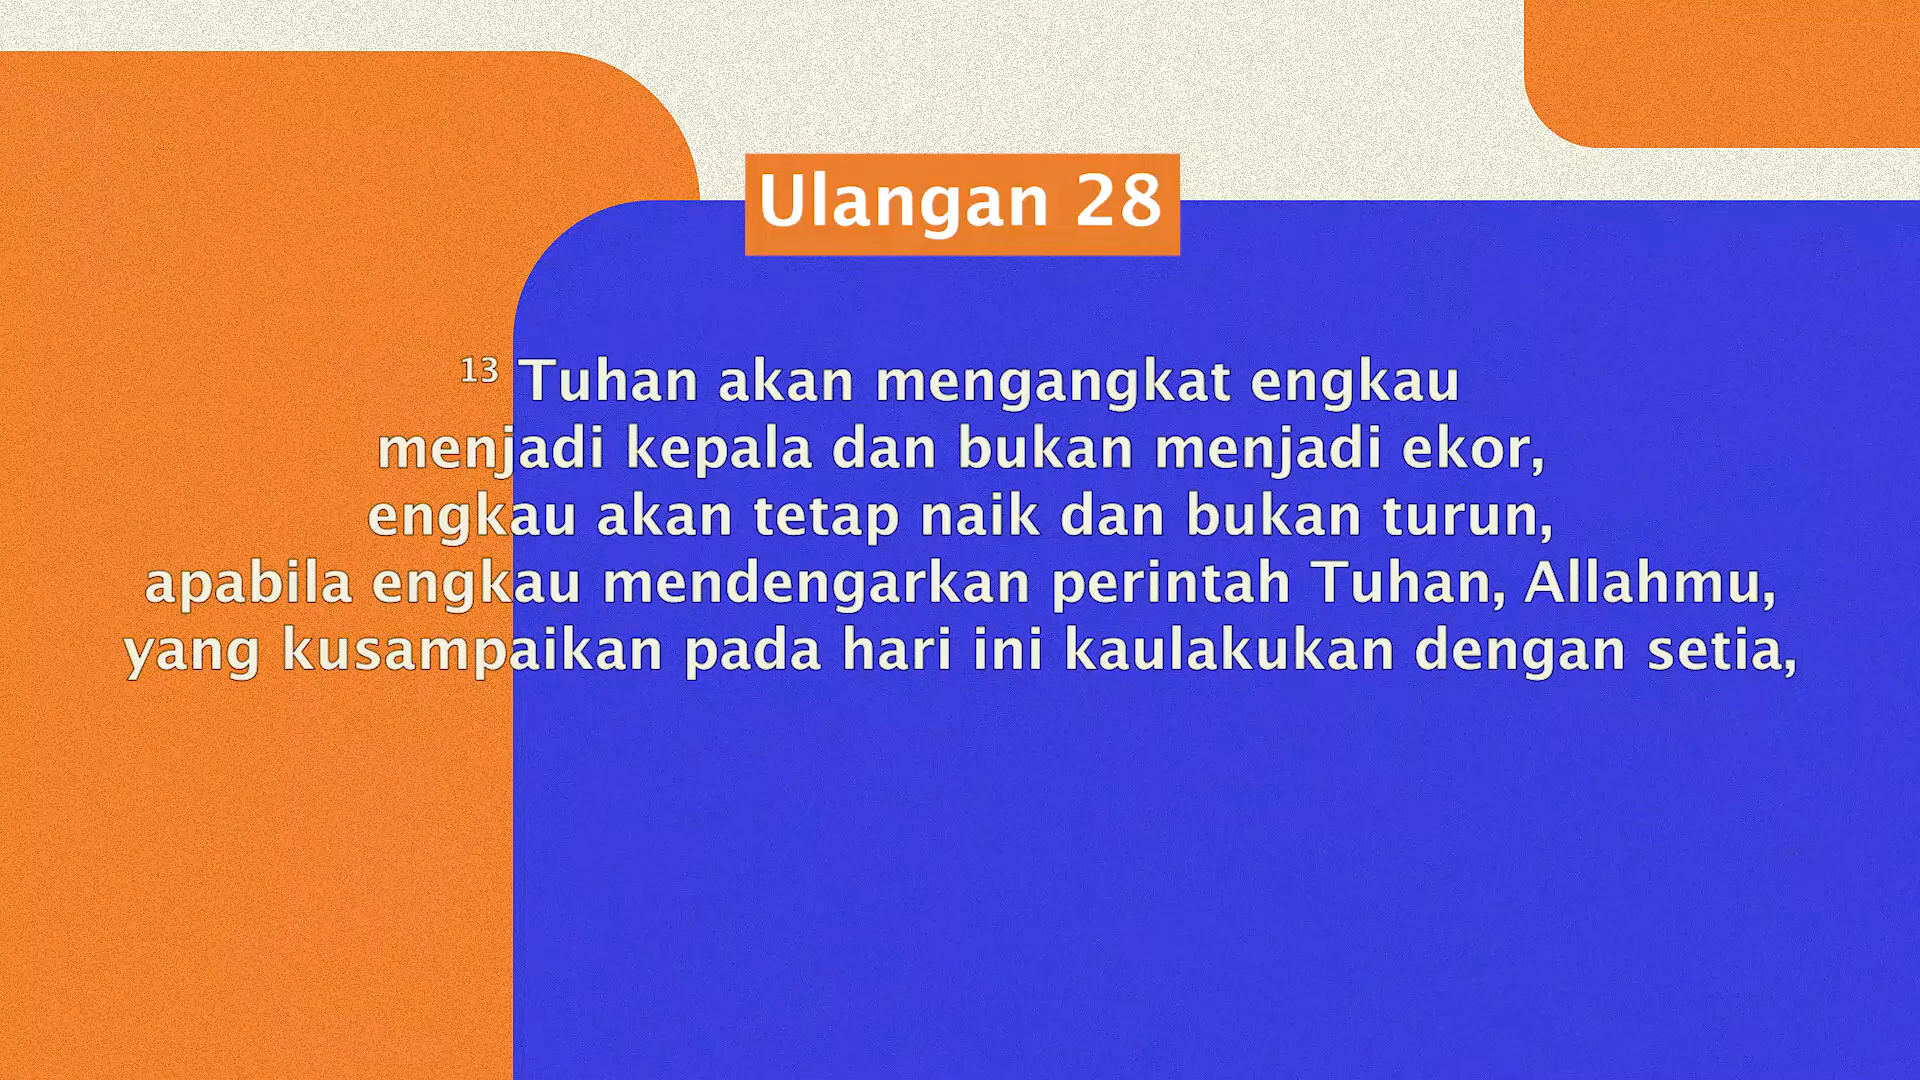 Ulangan 28
13 Tuhan akan mengangkat engkau
menjadi kepala dan bukan menjadi ekor,
engkau akan tetap naik dan bukan turun,
apabila engkau mendengarkan perintah Tuhan, Allahmu,
yang kusampaikan pada hari ini kaulakukan dengan setia,